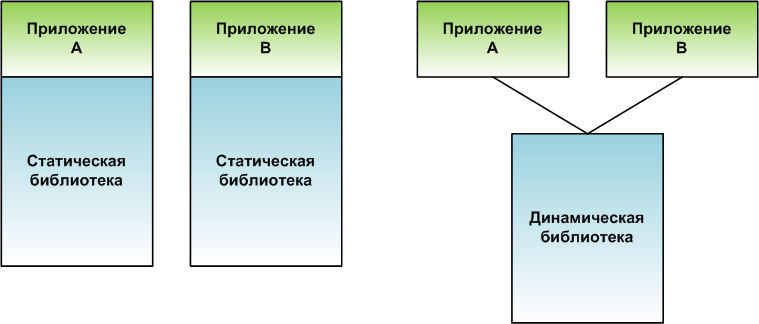 Приложение
А
Приложение
В
Приложение
А
Приложение
В
Статическая
библиотека
Статическая
библиотека
Динамическая
библиотека